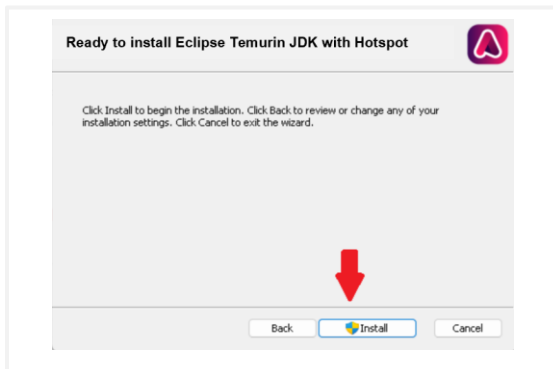 Ready to install Eclipse Temurin JDK with Hotspot
Click Install to begin the installation. Click Back to review or change any of your
installation settings. Click Cancel to exit the wizard.
Back
Install
Cancel